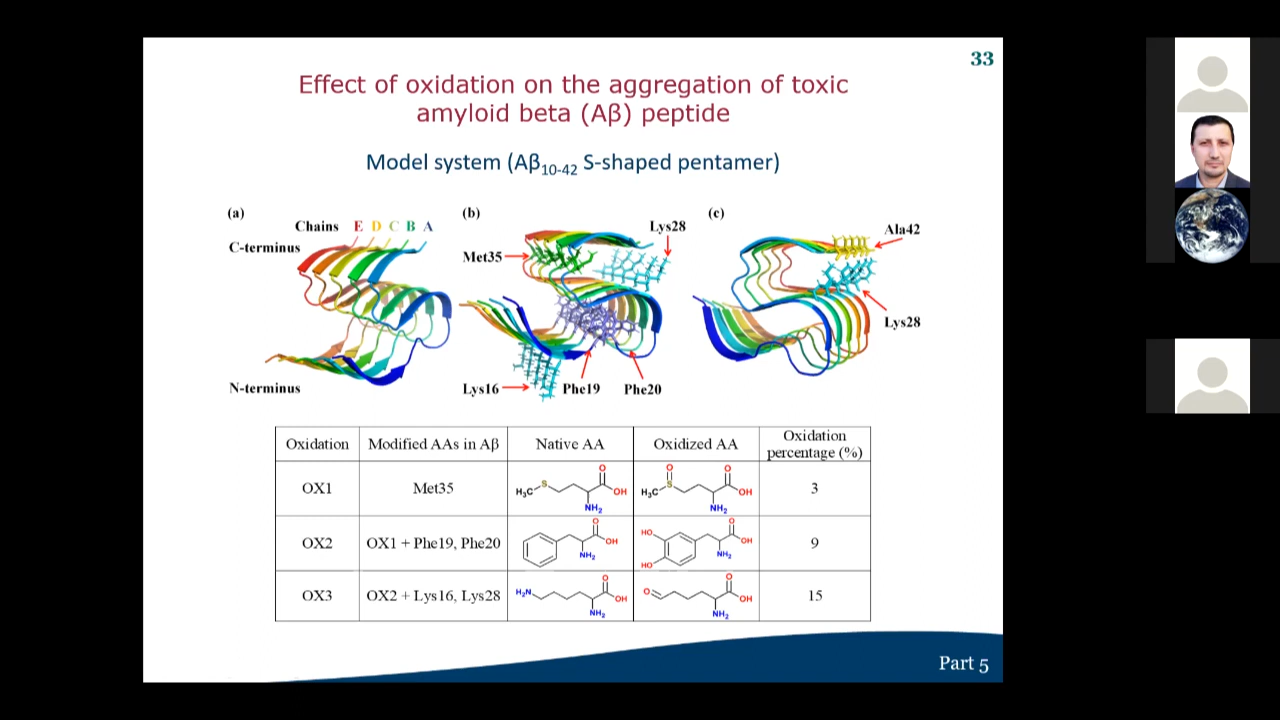 33
Effect of oxidation on the aggregation of toxic
amyloid beta (Aβ) peptide
Model system (Aβ10-42 S-shaped pentamer)
(a)
Chains E D C B A
C-terminus
N-terminus
(b)
Lys28
Met35
Lys16
Phe19
Phe20
(c)
Ala42
Lys28
Oxidation Modified AAs in Aβ Native AA Oxidized AA Oxidation percentage (%)
OX1 Met35 H3C S O OH NH2 H3C O S O OH NH2 3
OX2 OX1 + Phe19, Phe20 O OH NH2 HO HO O OH NH2 9
OX3 OX2 + Lys16, Lys28 H2N O OH NH2 O O OH NH2 15
Part 5